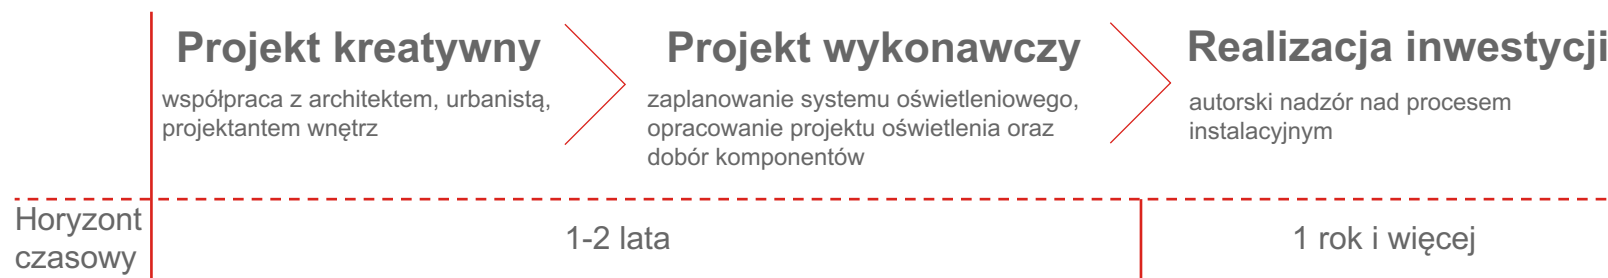 Projekt kreatywny
współpraca z architektem, urbanistą,
projektantem wnętrz
Projekt wykonawczy
zaplanowanie systemu oświetleniowego,
opracowanie projektu oświetlenia oraz
dobór komponentów
Realizacja inwestycji
autorski nadzór nad procesem
instalacyjnym
Horyzont
czasowy
1-2 lata
1 rok i więcej